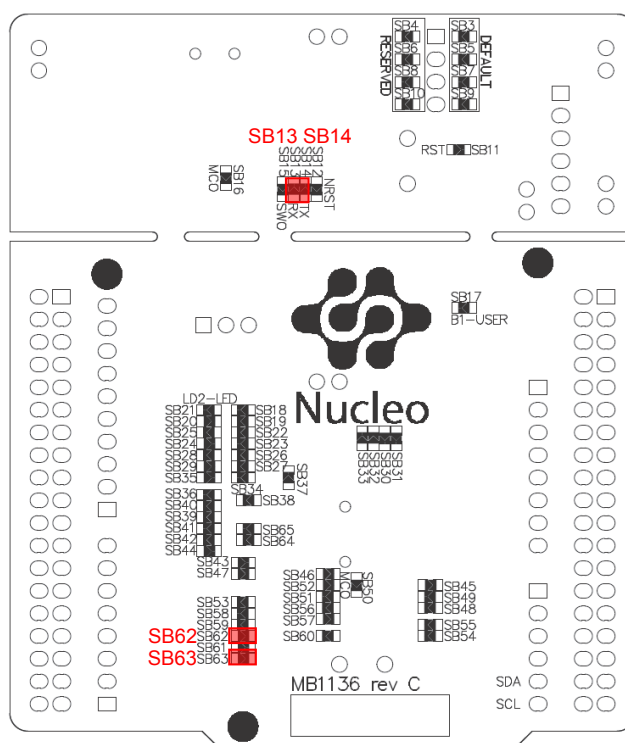 SB4
SB3
SB6
SB5
SB8
SB7
SB10
SB9
RESERVED
DEFAULT
SB13 SB14
RST
SB11
SB15
SB13
SB14
SB12
SWO
RX
TX
NRST
MCO
SB16
SB17
B1-USER
Nucleo
LD2-LED
SB21
SB18
SB20
SB19
SB25
SB22
SB24
SB23
SB28
SB26
SB29
SB27
SB35
SB34
SB37
SB33
SB32
SB30
SB31
SB36
SB38
SB40
SB39
SB41
SB65
SB42
SB64
SB44
SB43
SB47
SB46
SB52
SB51
SB56
SB57
SB60
MCO
SB50
SB45
SB49
SB48
SB55
SB54
SB53
SB58
SB59
SB62
SB62
SB61
SB63
SB63
MB1136 rev C
SDA
SCL